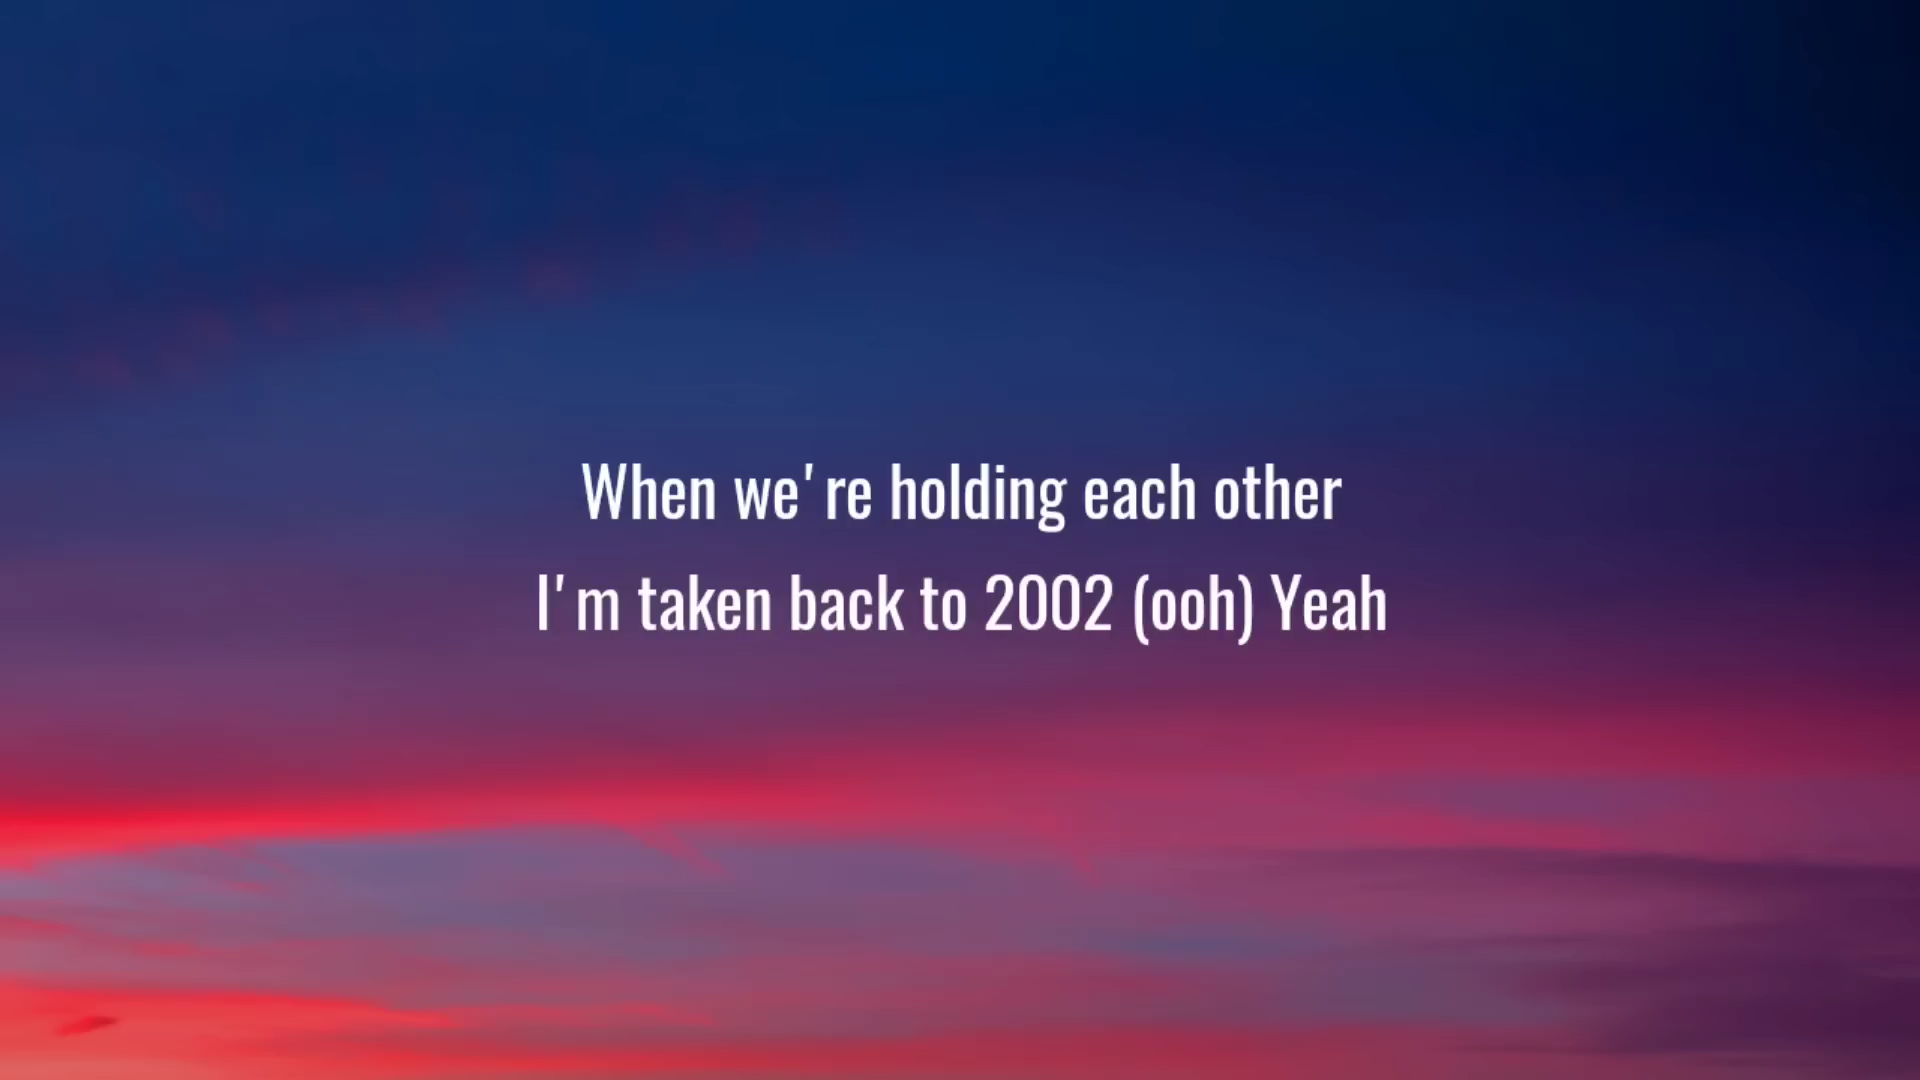 When we're holding each other
I'm taken back to 2002 (ooh) Yeah